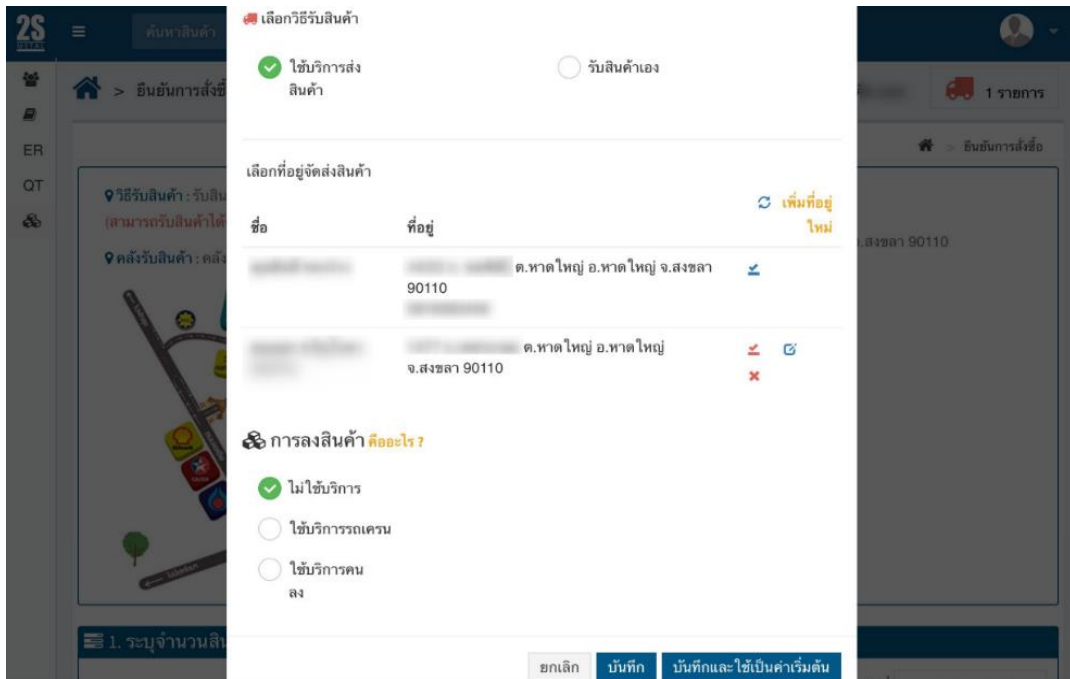 2S
METAL
ค้นหาสินค้า
เลือกวิธีรับสินค้า
ใช้บริการส่ง
สินค้า
รับสินค้าเอง
> ยืนยันการสั่งซื้
1 รายการ
> ยืนยันการสั่งซื้อ
ER
QT
เลือกที่อยู่จัดส่งสินค้า
วิธีรับสินค้า : รับสิน
(สามารถรับสินค้าได้
คลังรับสินค้า : คลัง
เพิ่มที่อยู่
ใหม่
ชื่อ ที่อยู่
.สงขลา 90110
ต.หาดใหญ่ อ.หาดใหญ่ จ.สงขลา
90110
ต.หาดใหญ่ อ.หาดใหญ่
จ.สงขลา 90110
การลงสินค้า คืออะไร ?
ไม่ใช้บริการ
ใช้บริการรถเครน
ใช้บริการคน
ลง
1. ระบุจำนวนสิน
ยกเลิก บันทึก บันทึกและใช้เป็นค่าเริ่มต้น